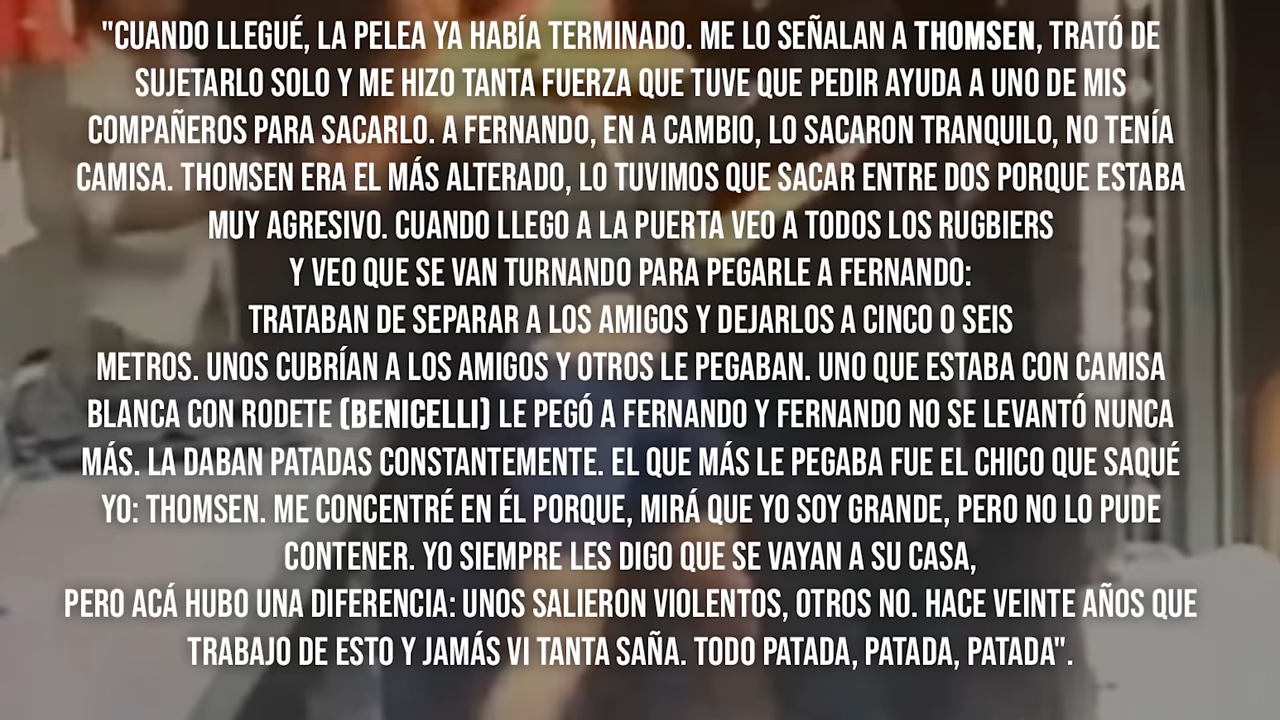 "CUANDO LLEGUÉ, LA PELEA YA HABÍA TERMINADO. ME LO SEÑALAN A THOMSEN, TRATÓ DE
SUJETARLO SOLO Y ME HIZO TANTA FUERZA QUE TUVE QUE PEDIR AYUDA A UNO DE MIS
COMPAÑEROS PARA SACARLO. A FERNANDO, EN A CAMBIO, LO SACARON TRANQUILO, NO TENÍA
CAMISA. THOMSEN ERA EL MÁS ALTERADO, LO TUVIMOS QUE SACAR ENTRE DOS PORQUE ESTABA
MUY AGRESIVO. CUANDO LLEGO A LA PUERTA VEO A TODOS LOS RUGBIERS
Y VEO QUE SE VAN TURNANDO PARA PEGARLE A FERNANDO:
TRATABAN DE SEPARAR A LOS AMIGOS Y DEJARLOS A CINCO O SEIS
METROS. UNOS CUBRÍAN A LOS AMIGOS Y OTROS LE PEGABAN. UNO QUE ESTABA CON CAMISA
BLANCA CON RODETE (BENICELLI) LE PEGÓ A FERNANDO Y FERNANDO NO SE LEVANTÓ NUNCA
MÁS. LA DABAN PATADAS CONSTANTEMENTE. EL QUE MÁS LE PEGABA FUE EL CHICO QUE SAQUÉ
YO: THOMSEN. ME CONCENTRÉ EN ÉL PORQUE, MIRÁ QUE YO SOY GRANDE, PERO NO LO PUDE
CONTENER. YO SIEMPRE LES DIGO QUE SE VAYAN A SU CASA,
PERO ACÁ HUBO UNA DIFERENCIA: UNOS SALIERON VIOLENTOS, OTROS NO. HACE VEINTE AÑOS QUE
TRABAJO DE ESTO Y JAMÁS VI TANTA SAÑA. TODO PATADA, PATADA, PATADA".